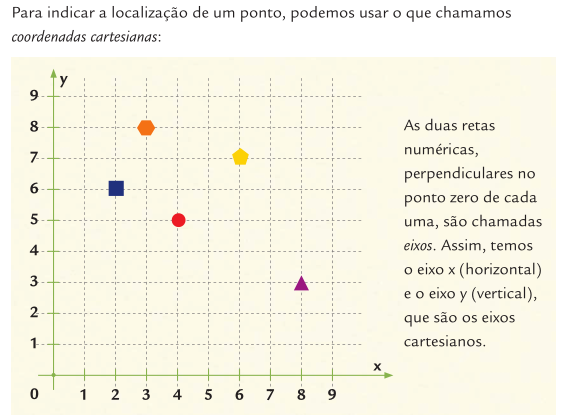 Para indicar a localização de um ponto, podemos usar o que chamamos
coordenadas cartesianas:
y
9
8
7
6
5
4
3
2
1
0 1 2 3 4 5 6 7 8 9
x
As duas retas
numéricas,
perpendiculares no
ponto zero de cada
uma, são chamadas
eixos. Assim, temos
o eixo x (horizontal)
e o eixo y (vertical),
que são os eixos
cartesianos.